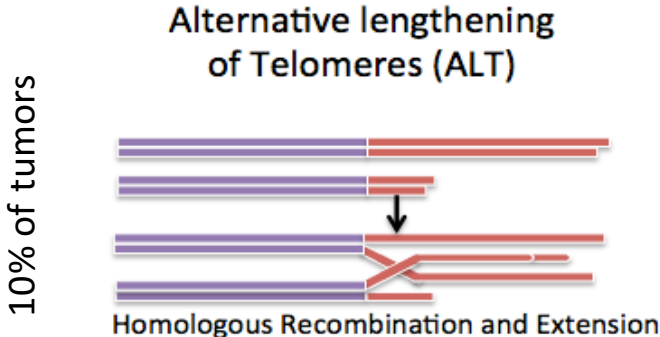 Alternative lengthening
of Telomeres (ALT)
10% of tumors
Homologous Recombination and Extension